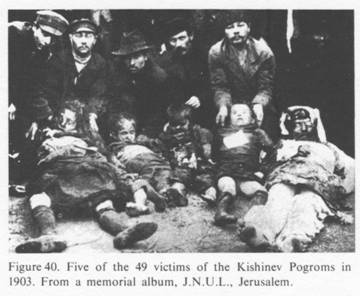 Figure 40. Five of the 49 victims of the Kishinev Pogroms in
1903. From a memorial album, J.N.U.L., Jerusalem.